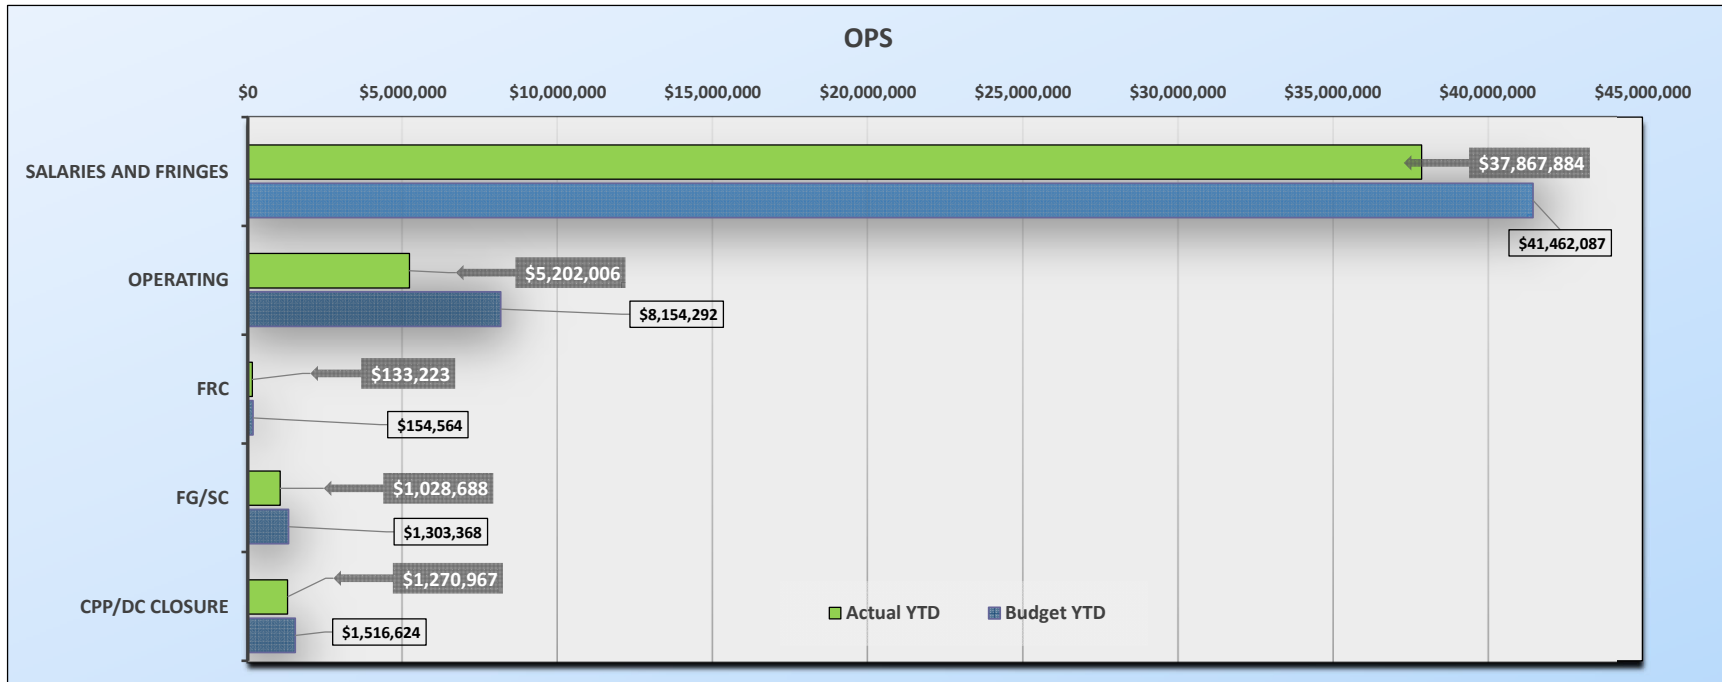 OPS
$0 $5,000,000 $10,000,000 $15,000,000 $20,000,000 $25,000,000 $30,000,000 $35,000,000 $40,000,000 $45,000,000
SALARIES AND FRINGES
$37,867,884
$41,462,087
OPERATING
$5,202,006
$8,154,292
FRC
$133,223
$154,564
FG/SC
$1,028,688
$1,303,368
CPP/DC CLOSURE
$1,270,967
$1,516,624
Actual YTD Budget YTD